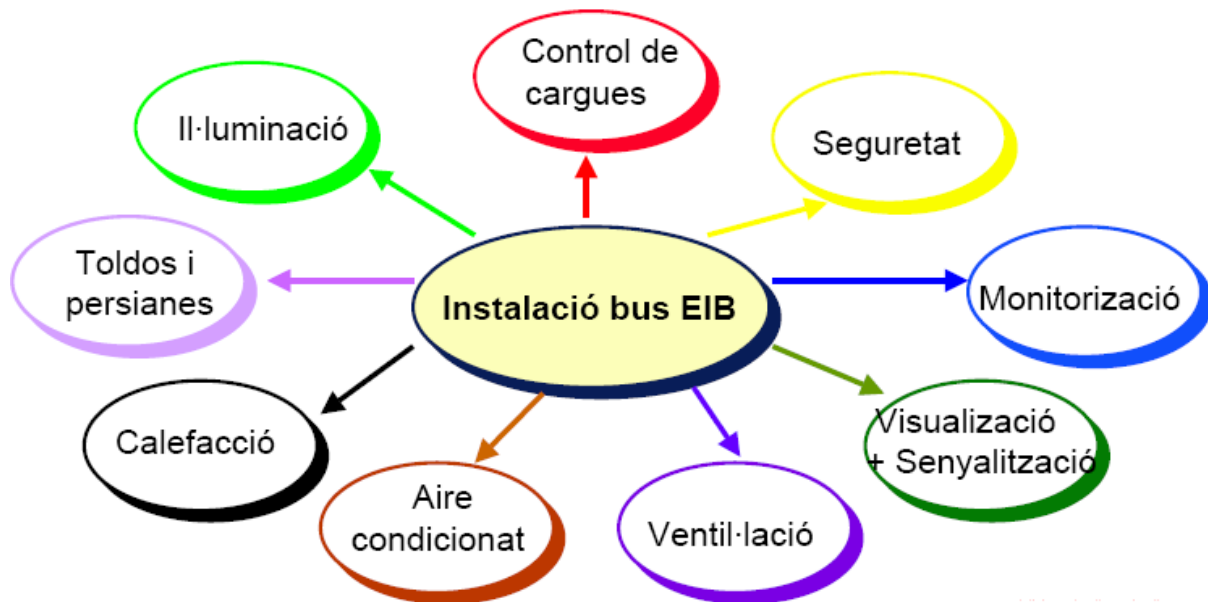 Control de
cargues
Il·luminació
Seguretat
Toldos i
persianes
Instalació bus EIB
Monitorizació
Calefacció
Visualizació
+ Senyalització
Aire
condicionat
Ventil·lació